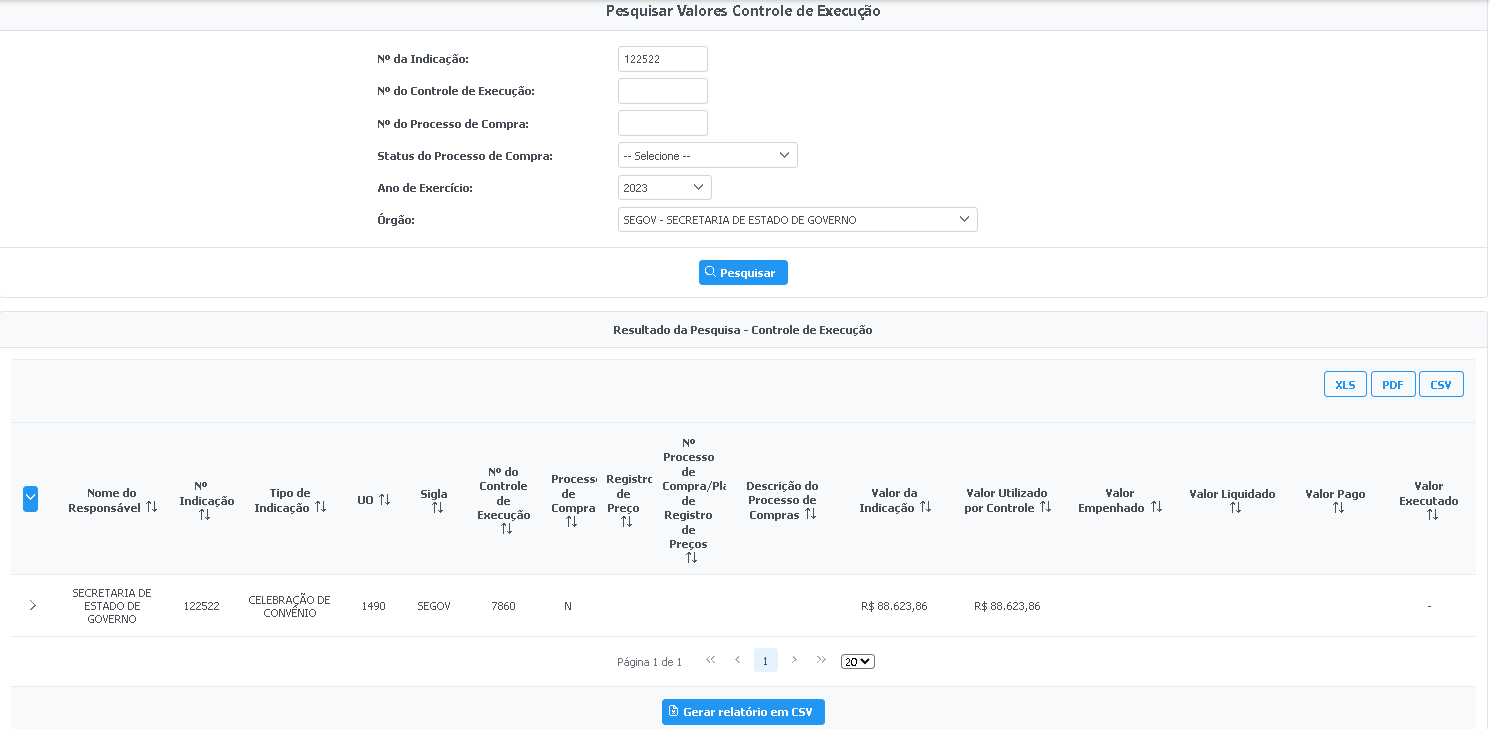 Pesquisar Valores Controle de Execução
Nº da Indicação:
122522
Nº do Controle de Execução:
Nº do Processo de Compra:
Status do Processo de Compra:
-- Selecione --
Ano de Exercício:
2023
Órgão:
SEGOV - SECRETARIA DE ESTADO DE GOVERNO
Pesquisar
Resultado da Pesquisa - Controle de Execução
XLS
PDF
CSV
Nome do
Responsável
Nº
Indicação
Tipo de
Indicação
UO
Sigla
Nº do
Controle
de
Execução
Process
de
Compra
Registro
de
Preço
Nº
Processo
de
Compra/Pla
de
Registro
de
Preços
Descrição do
Processo de
Compras
Valor da
Indicação
Valor Utilizado
por Controle
Valor
Empenhado
Valor Liquidado
Valor Pago
Valor
Executado
SECRETARIA DE
ESTADO DE
GOVERNO
122522
CELEBRAÇÃO DE
CONVÊNIO
1490
SEGOV
7860
N
R$ 88.623,86
R$ 88.623,86
-
Página 1 de 1
1
20
Gerar relatório em CSV